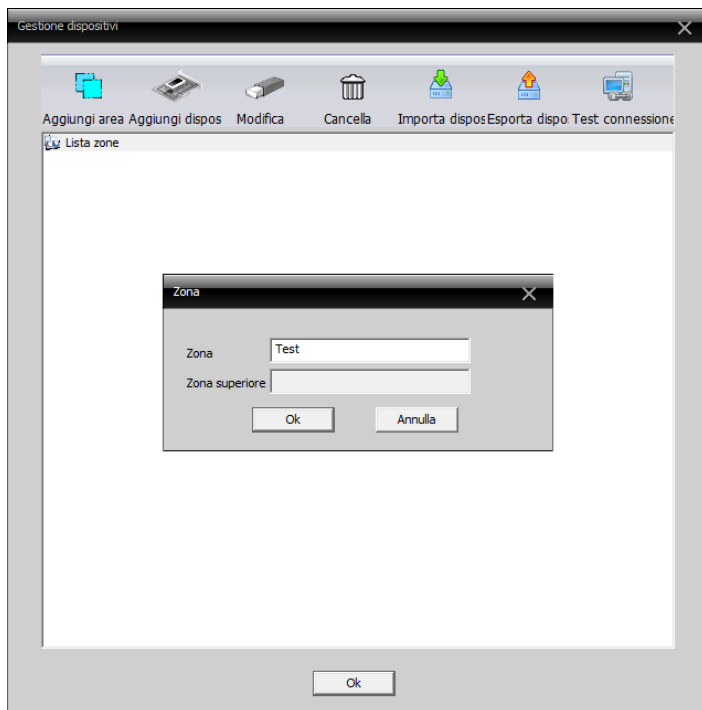 Gestione dispositivi
Aggiungi area Aggiungi dispos Modifica Cancella Importa dispos Esporta dispo Test connessione
Lista zone
Zona
Zona Test
Zona superiore
Ok Annulla
Ok